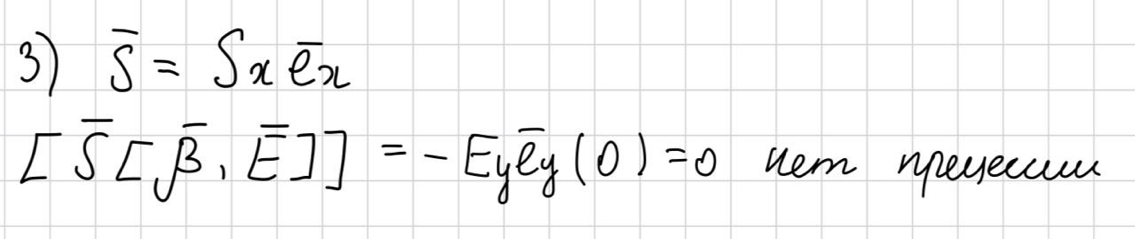 3) S̄ = Sx ēx
[S̄ [β̄, Ē]] = - Ey ēy (0) = 0 нет прецессии